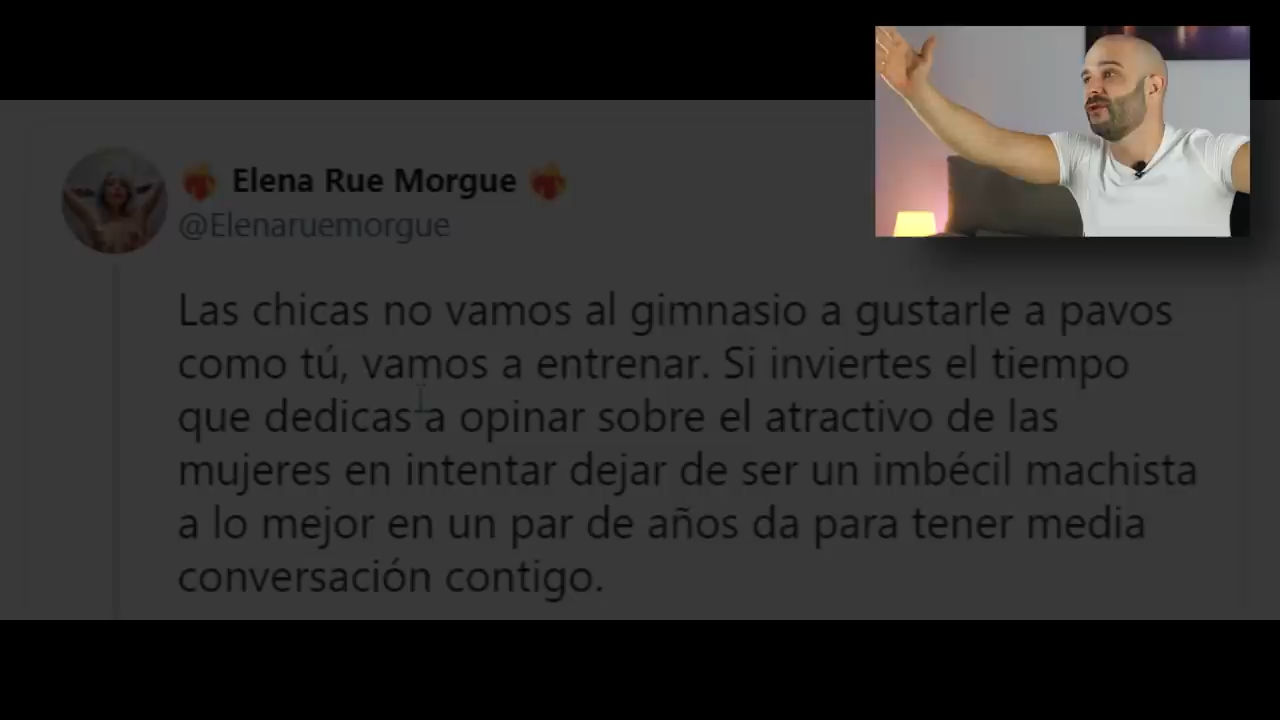 Elena Rue Morgue
@Elenaruemorgue
Las chicas no vamos al gimnasio a gustarle a pavos
como tú, vamos a entrenar. Si inviertes el tiempo
que dedicas a opinar sobre el atractivo de las
mujeres en intentar dejar de ser un imbécil machista
a lo mejor en un par de años da para tener media
conversación contigo.